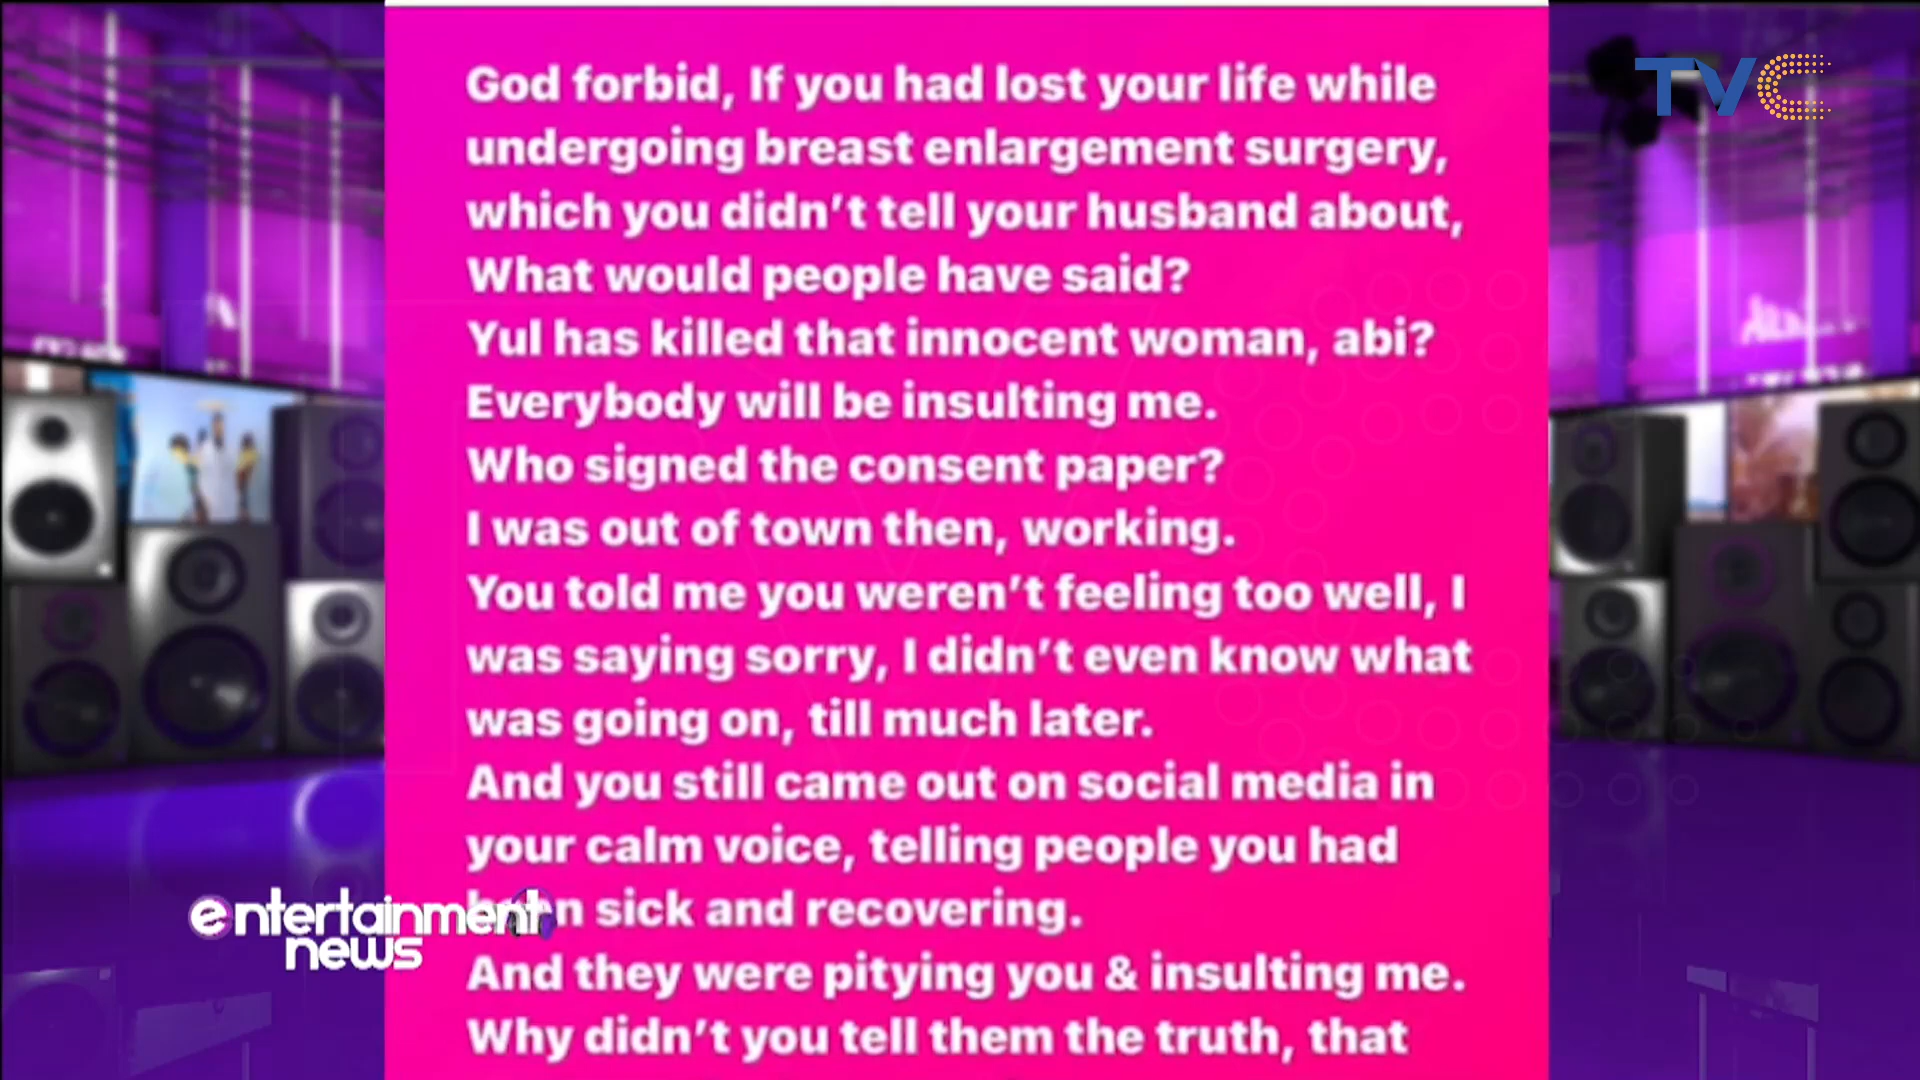 TVC
God forbid, If you had lost your life while
undergoing breast enlargement surgery,
which you didn’t tell your husband about,
What would people have said?
Yul has killed that innocent woman, abi?
Everybody will be insulting me.
Who signed the consent paper?
I was out of town then, working.
You told me you weren’t feeling too well, I
was saying sorry, I didn’t even know what
was going on, till much later.
And you still came out on social media in
your calm voice, telling people you had
been sick and recovering.
And they were pitying you & insulting me.
Why didn’t you tell them the truth, that
entertainment
news